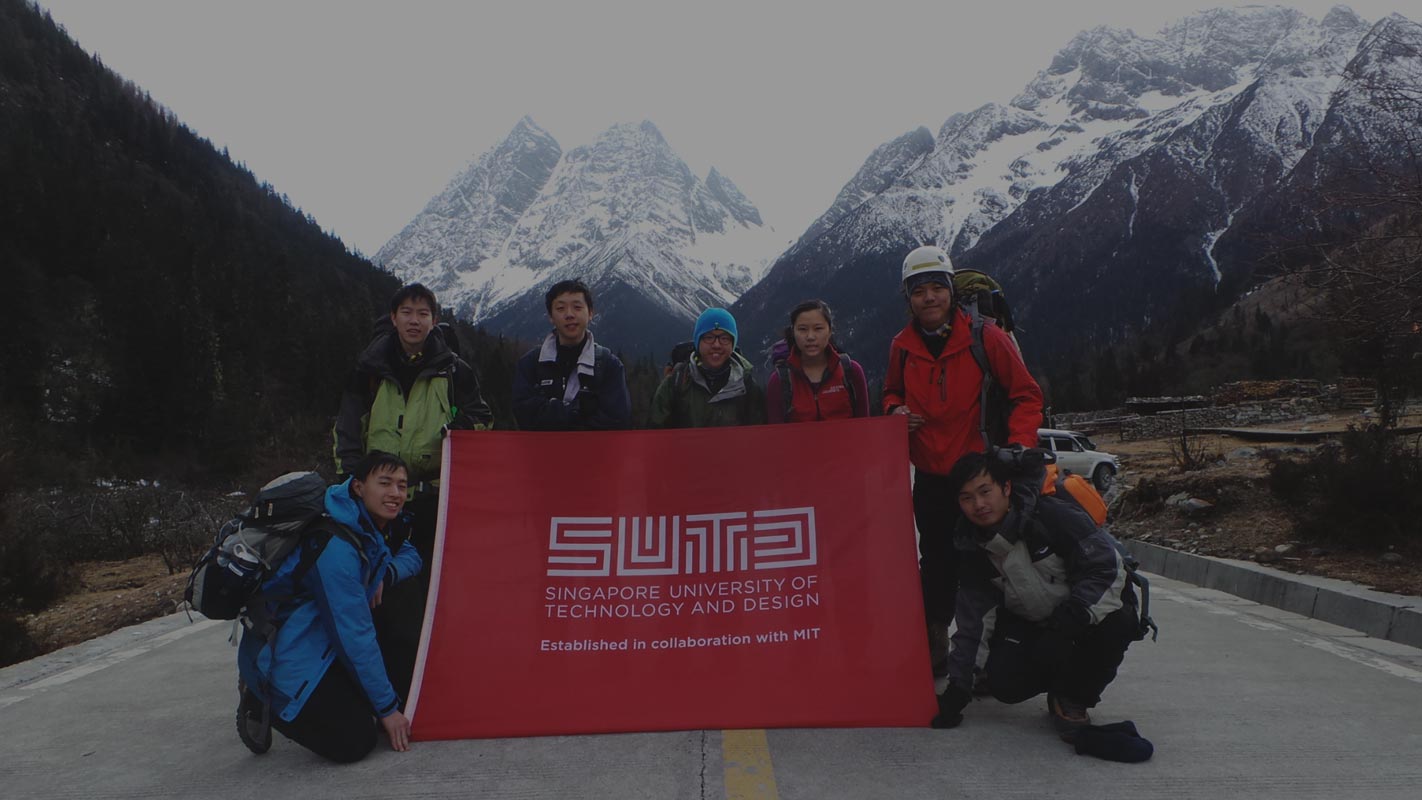 SUTD
SINGAPORE UNIVERSITY OF
TECHNOLOGY AND DESIGN
Established in collaboration with MIT